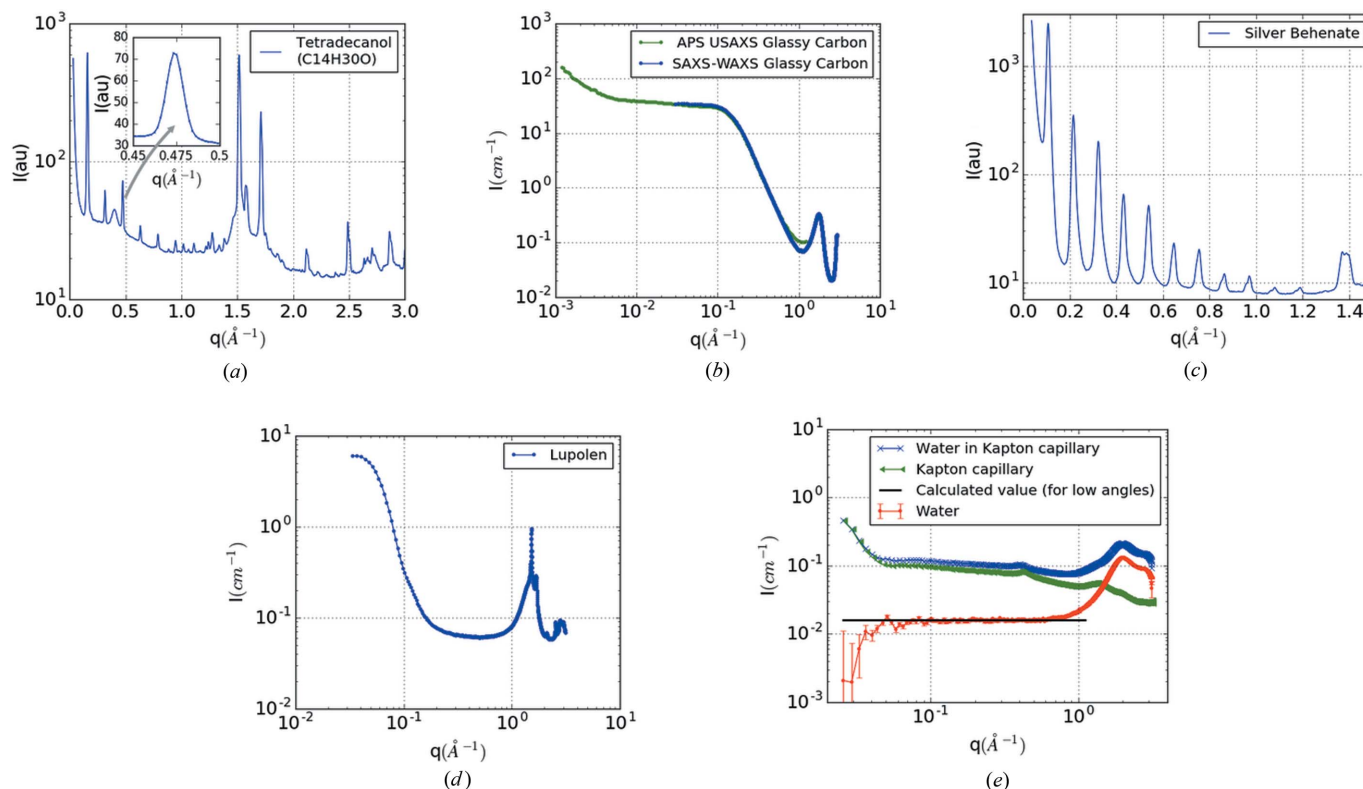 10³
10²
10¹
I(au)
80
70
60
50
40
30
I(au)
0.45
0.475
0.5
q(Å⁻¹)
Tetradecanol
(C14H30O)
0.0
0.5
1.0
1.5
2.0
2.5
3.0
q(Å⁻¹)
(a)
10³
10²
10¹
10⁰
10⁻¹
10⁻²
I(cm⁻¹)
APS USAXS Glassy Carbon
SAXS-WAXS Glassy Carbon
10⁻³
10⁻²
10⁻¹
10⁰
10¹
q(Å⁻¹)
(b)
10³
10²
10¹
I(au)
Silver Behenate
0.0
0.2
0.4
0.6
0.8
1.0
1.2
1.4
q(Å⁻¹)
(c)
10¹
10⁰
10⁻¹
10⁻²
I(cm⁻¹)
Lupolen
10⁻²
10⁻¹
10⁰
10¹
q(Å⁻¹)
(d)
10¹
10⁰
10⁻¹
10⁻²
10⁻³
I(cm⁻¹)
Water in Kapton capillary
Kapton capillary
Calculated value (for low angles)
Water
10⁻¹
10⁰
q(Å⁻¹)
(e)